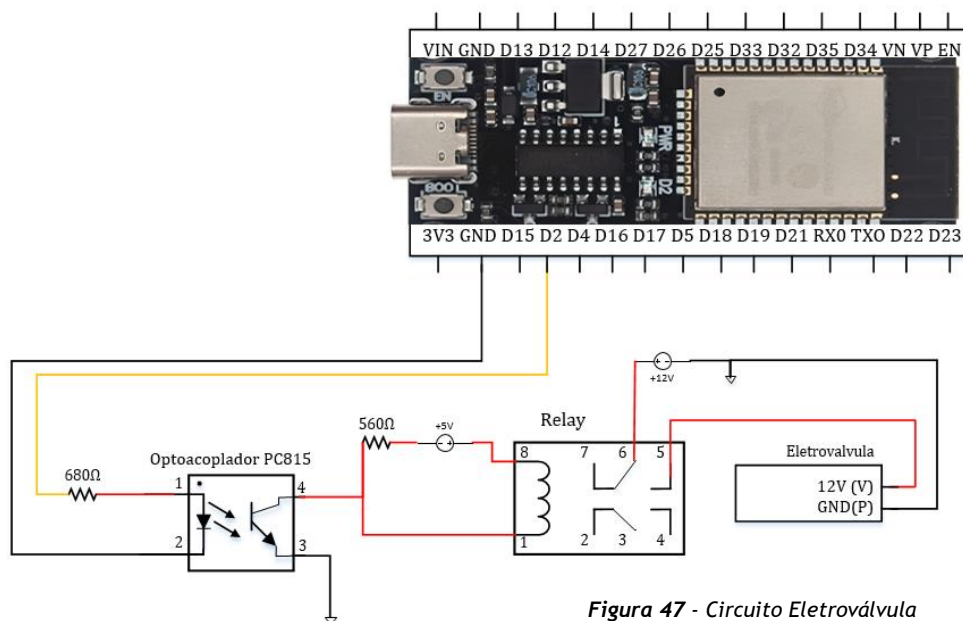 VIN GND D13 D12 D14 D27 D26 D25 D33 D32 D35 D34 VN VP EN
EN
PWR
D2
BOOT
3V3 GND D15 D2 D4 D16 D17 D5 D18 D19 D21 RX0 TX0 D22 D23
+12V
560Ω
+5V
Relay
8
7
6
5
Eletrovalvula
Optoacoplador PC815
680Ω
1
4
12V (V)
GND(P)
2
3
1
2
3
4
Figura 47 - Circuito Eletroválvula